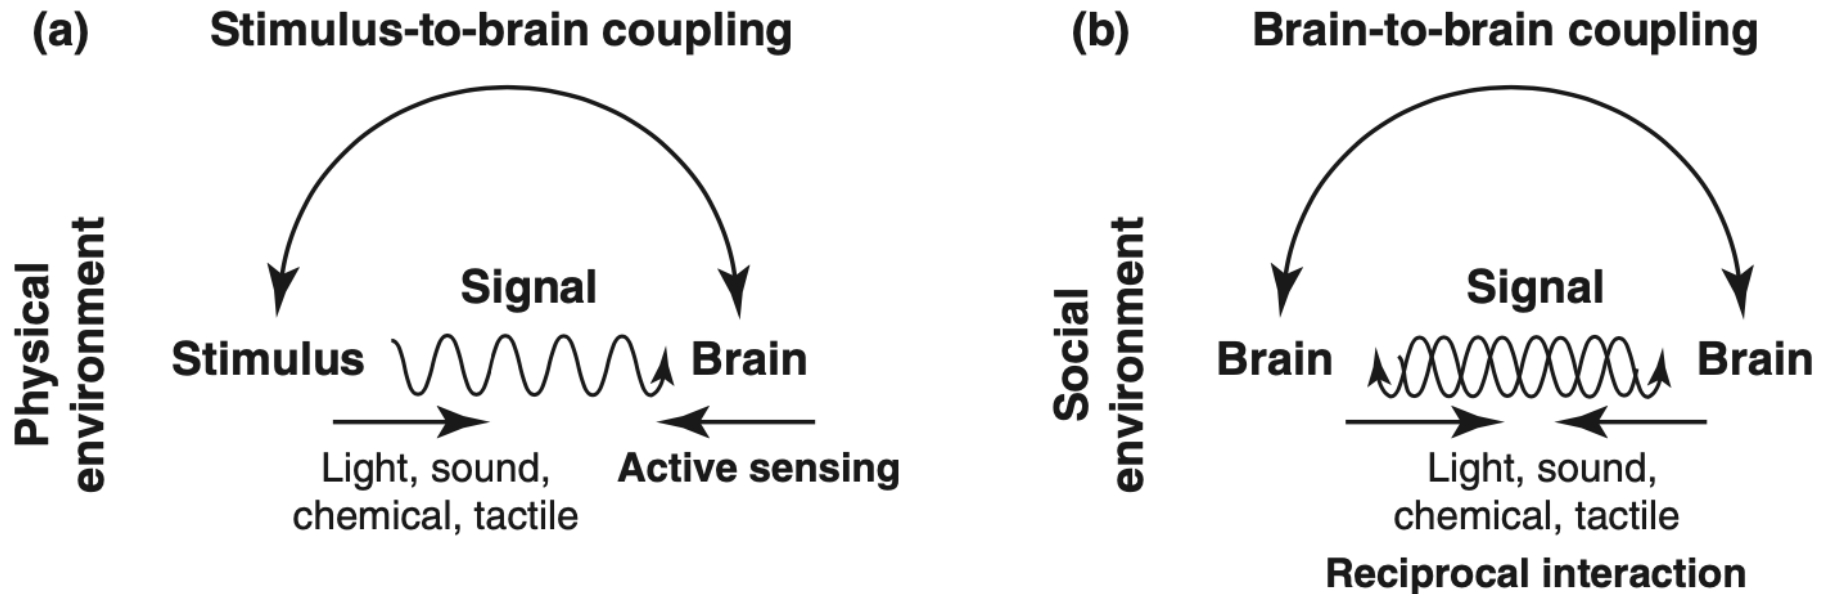 (a)
Stimulus-to-brain coupling
Physical
environment
Signal
Stimulus
Brain
Light, sound,
chemical, tactile
Active sensing
(b)
Brain-to-brain coupling
Social
environment
Signal
Brain
Brain
Light, sound,
chemical, tactile
Reciprocal interaction